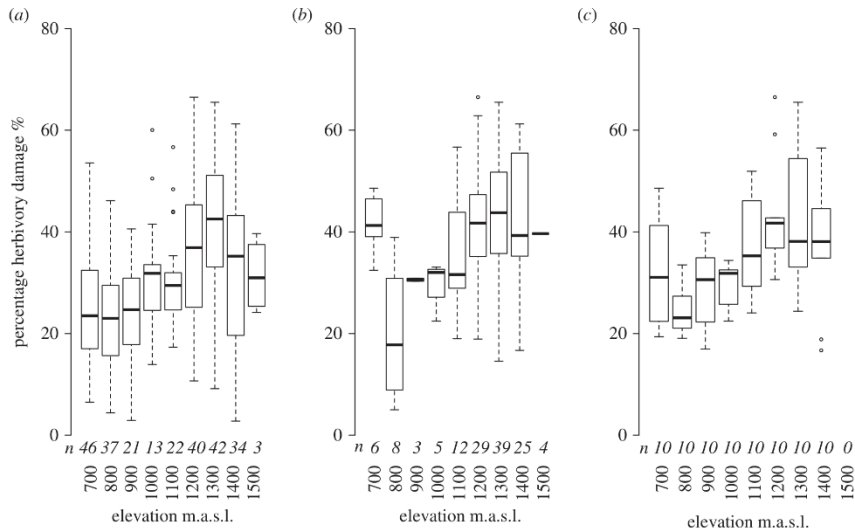 (a) (b) (c)
percentage herbivory damage %
80 60 40 20 0
80 60 40 20 0
80 60 40 20 0
n 46 37 21 13 22 40 42 34 3
700 800 900 1000 1100 1200 1300 1400 1500
elevation m.a.s.l.
n 6 8 3 5 12 29 39 25 4
700 800 900 1000 1100 1200 1300 1400 1500
elevation m.a.s.l.
n 10 10 10 10 10 10 10 10 0
700 800 900 1000 1100 1200 1300 1400 1500
elevation m.a.s.l.